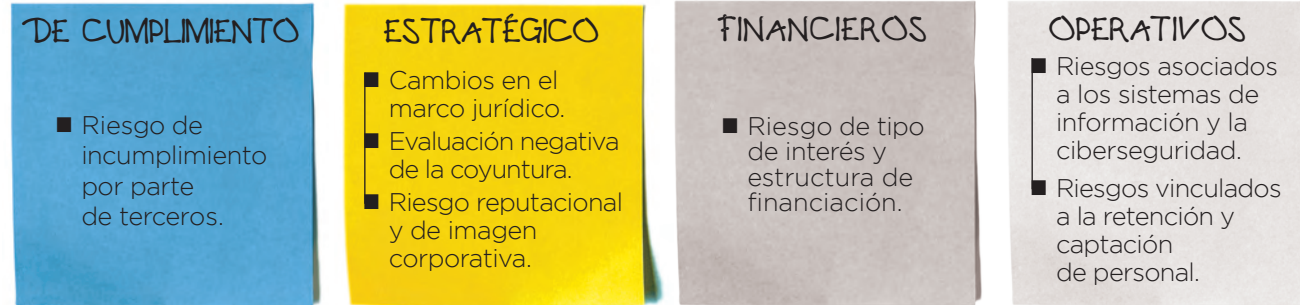 DE CUMPLIMIENTO
■ Riesgo de
incumplimiento
por parte
de terceros.
ESTRATÉGICO
■ Cambios en el
marco jurídico.
■ Evaluación negativa
de la coyuntura.
■ Riesgo reputacional
y de imagen
corporativa.
FINANCIEROS
■ Riesgo de tipo
de interés y
estructura de
financiación.
OPERATIVOS
■ Riesgos asociados
a los sistemas de
información y la
ciberseguridad.
■ Riesgos vinculados
a la retención y
captación
de personal.